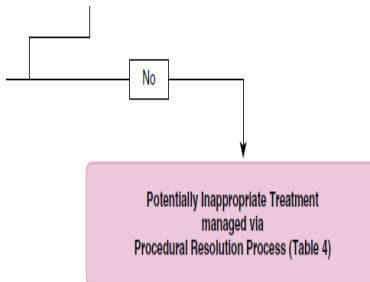 No
Potentially Inappropriate Treatment
managed via
Procedural Resolution Process (Table 4)